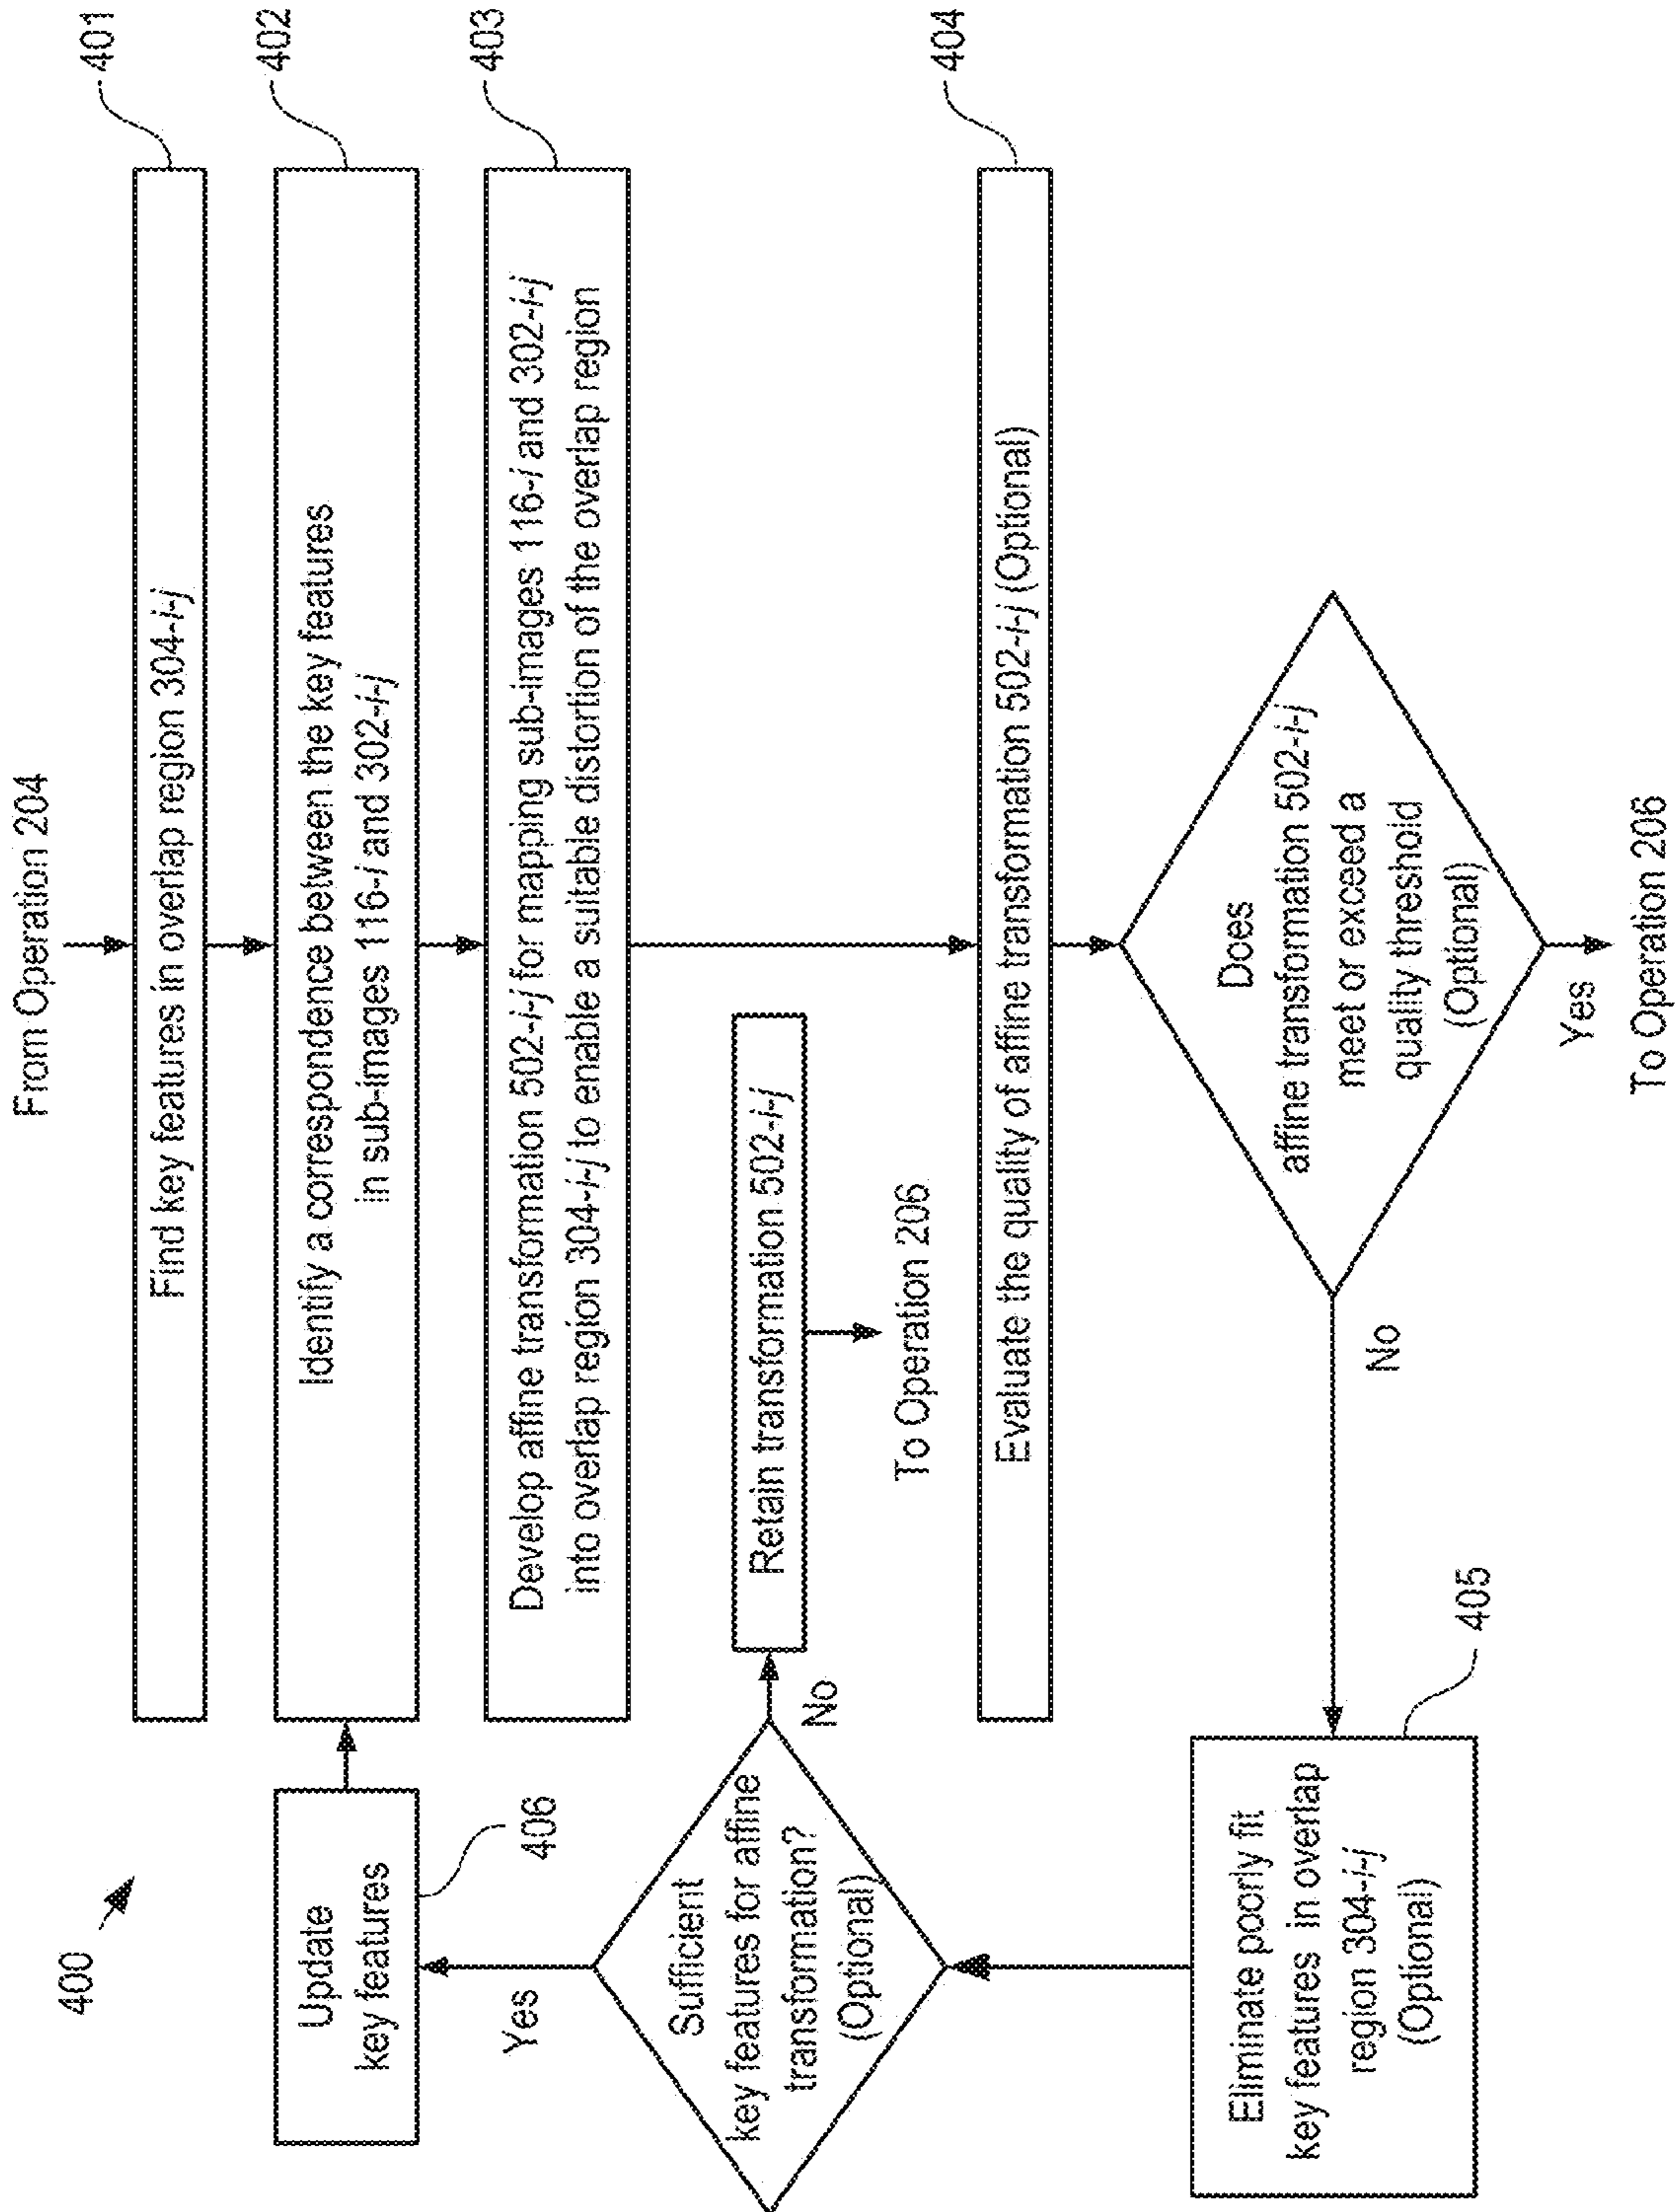 400
From Operation 204
Find key features in overlap region 304-i-j
401
Identify a correspondence between the key features
in sub-images 116-i and 302-i-j
402
Update
key features
406
Develop affine transformation 502-i-j for mapping sub-images 116-i and 302-i-j
into overlap region 304-i-j to enable a suitable distortion of the overlap region
403
Yes
Sufficient
key features for affine
transformation?
(Optional)
No
Retain transformation 502-i-j
To Operation 206
Evaluate the quality of affine transformation 502-i-j (Optional)
404
Does
affine transformation 502-i-j
meet or exceed a
quality threshold
(Optional)
No
Eliminate poorly fit
key features in overlap
region 304-i-j
(Optional)
405
Yes
To Operation 206